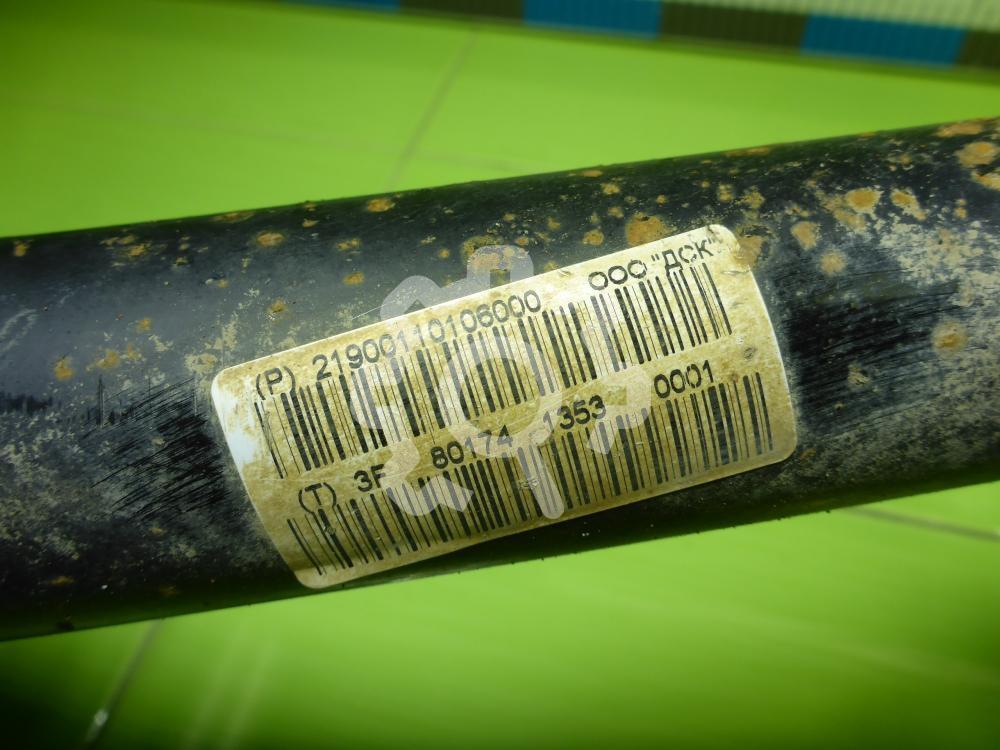 (P) 21900110106000 ООО "ДСК"
(T) 3F 80174 1353 0001